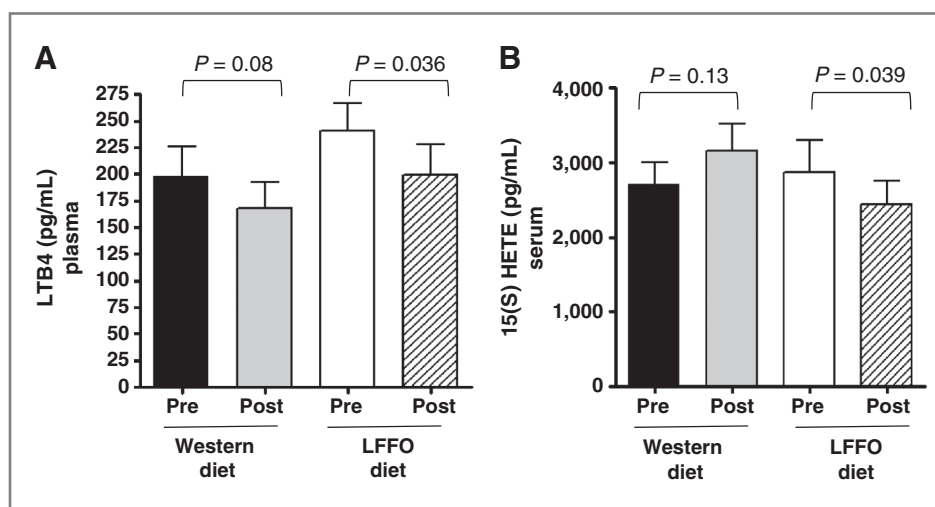 A
P = 0.08
P = 0.036
LTB4 (pg/mL)
plasma
275
250
225
200
175
150
125
100
75
50
25
0
Pre
Post
Pre
Post
Western
diet
LFFO
diet
B
P = 0.13
P = 0.039
15(S) HETE (pg/mL)
serum
4,000
3,000
2,000
1,000
0
Pre
Post
Pre
Post
Western
diet
LFFO
diet